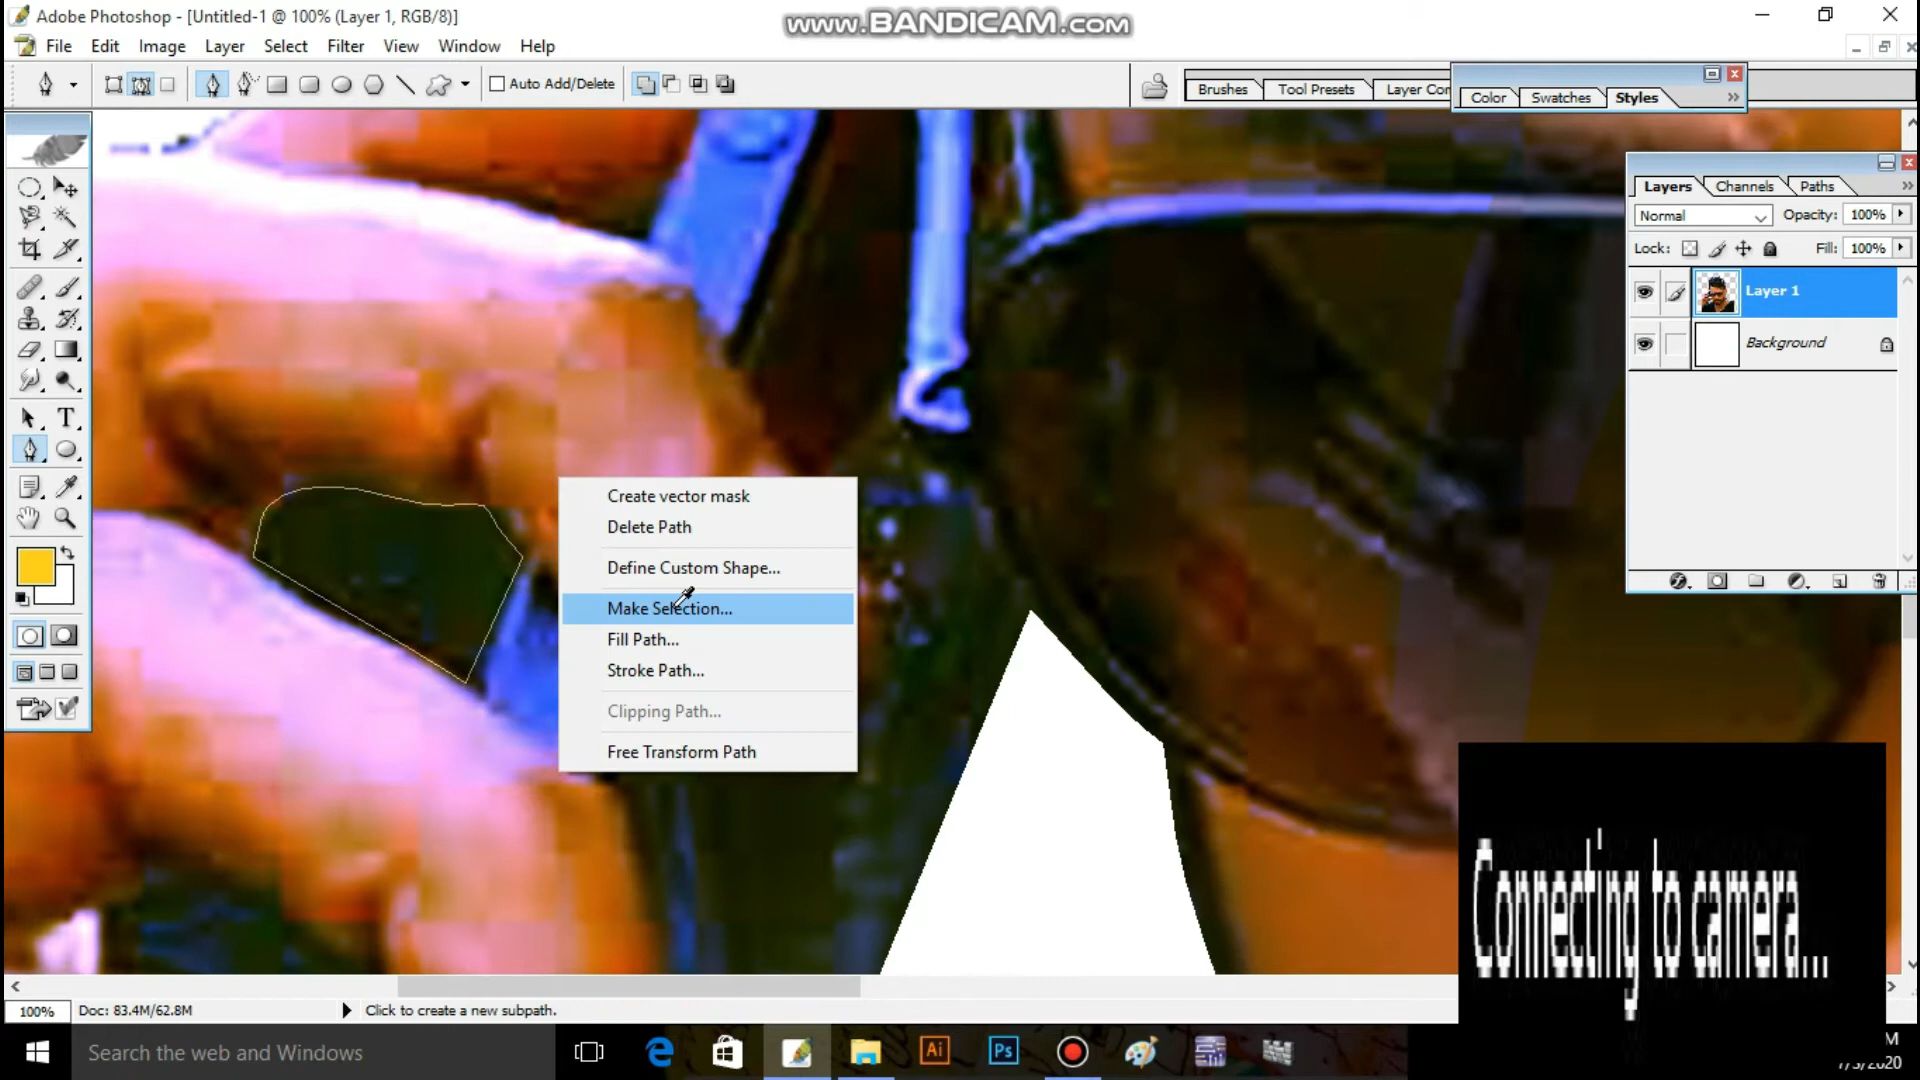 Adobe Photoshop - [Untitled-1 @ 100% (Layer 1, RGB/8)]
www.BANDICAM.com
File Edit Image Layer Select Filter View Window Help
Auto Add/Delete
Brushes Tool Presets Layer Con
Color Swatches Styles
Layers Channels Paths
Normal Opacity: 100%
Lock: Fill: 100%
Layer 1
Background
Create vector mask
Delete Path
Define Custom Shape...
Make Selection...
Fill Path...
Stroke Path...
Clipping Path...
Free Transform Path
Connecting to camera...
100% Doc: 83.4M/62.8M Click to create a new subpath.
Search the web and Windows
Ai Ps
M